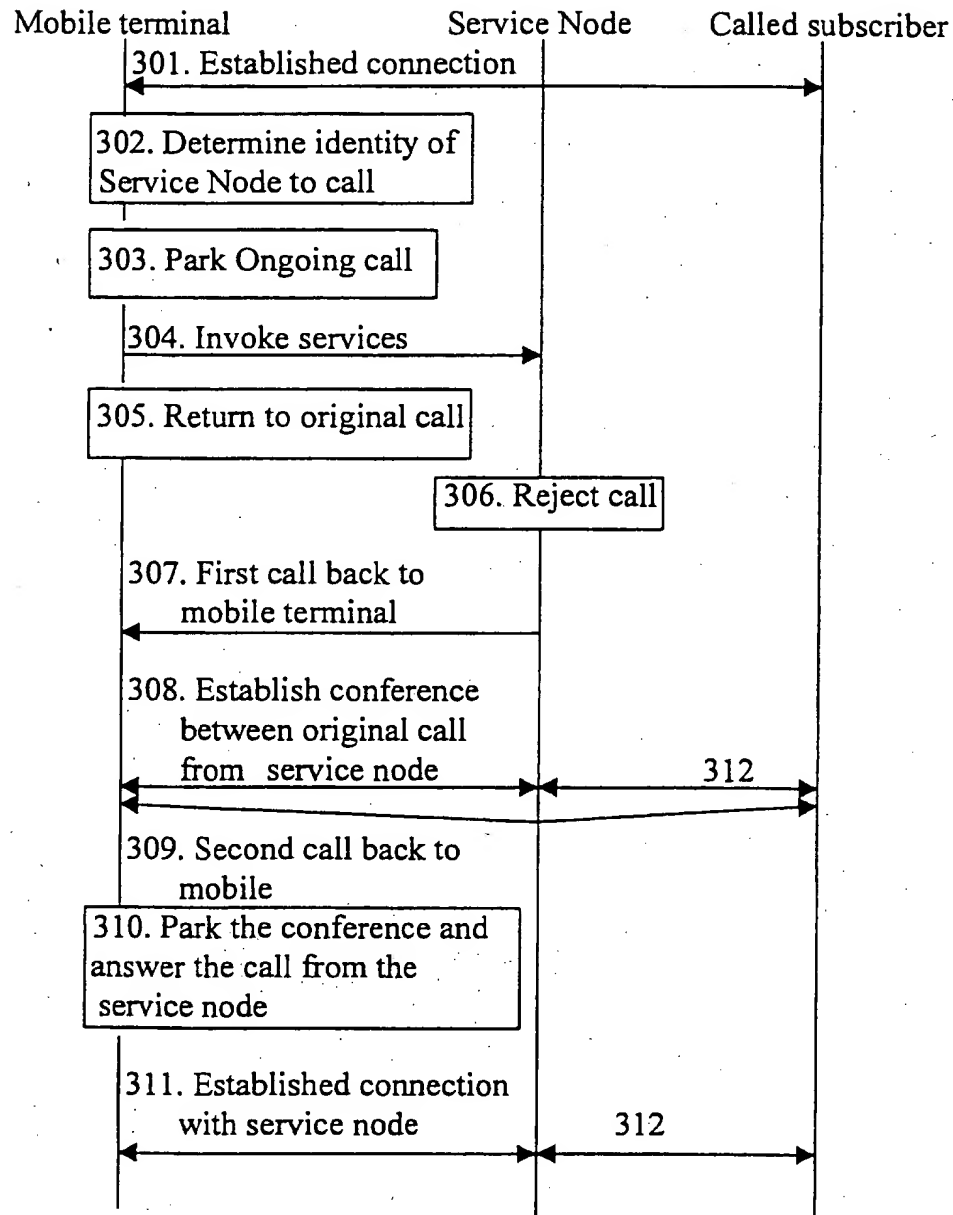 Mobile terminal Service Node Called subscriber
301. Established connection
302. Determine identity of
Service Node to call
303. Park Ongoing call
304. Invoke services
305. Return to original call
306. Reject call
307. First call back to
mobile terminal
308. Establish conference
between original call
from service node 312
309. Second call back to
mobile
310. Park the conference and
answer the call from the
service node
311. Established connection
with service node 312